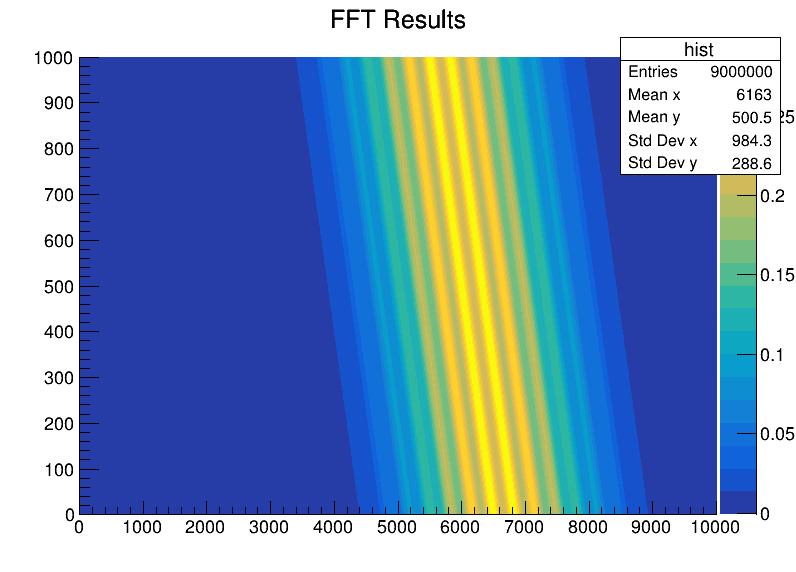 FFT Results
hist
Entries 9000000
Mean x 6163
Mean y 500.5
Std Dev x 984.3
Std Dev y 288.6
1000
900
800
700
600
500
400
300
200
100
0
0 1000 2000 3000 4000 5000 6000 7000 8000 9000 10000
25
0.2
0.15
0.1
0.05
0